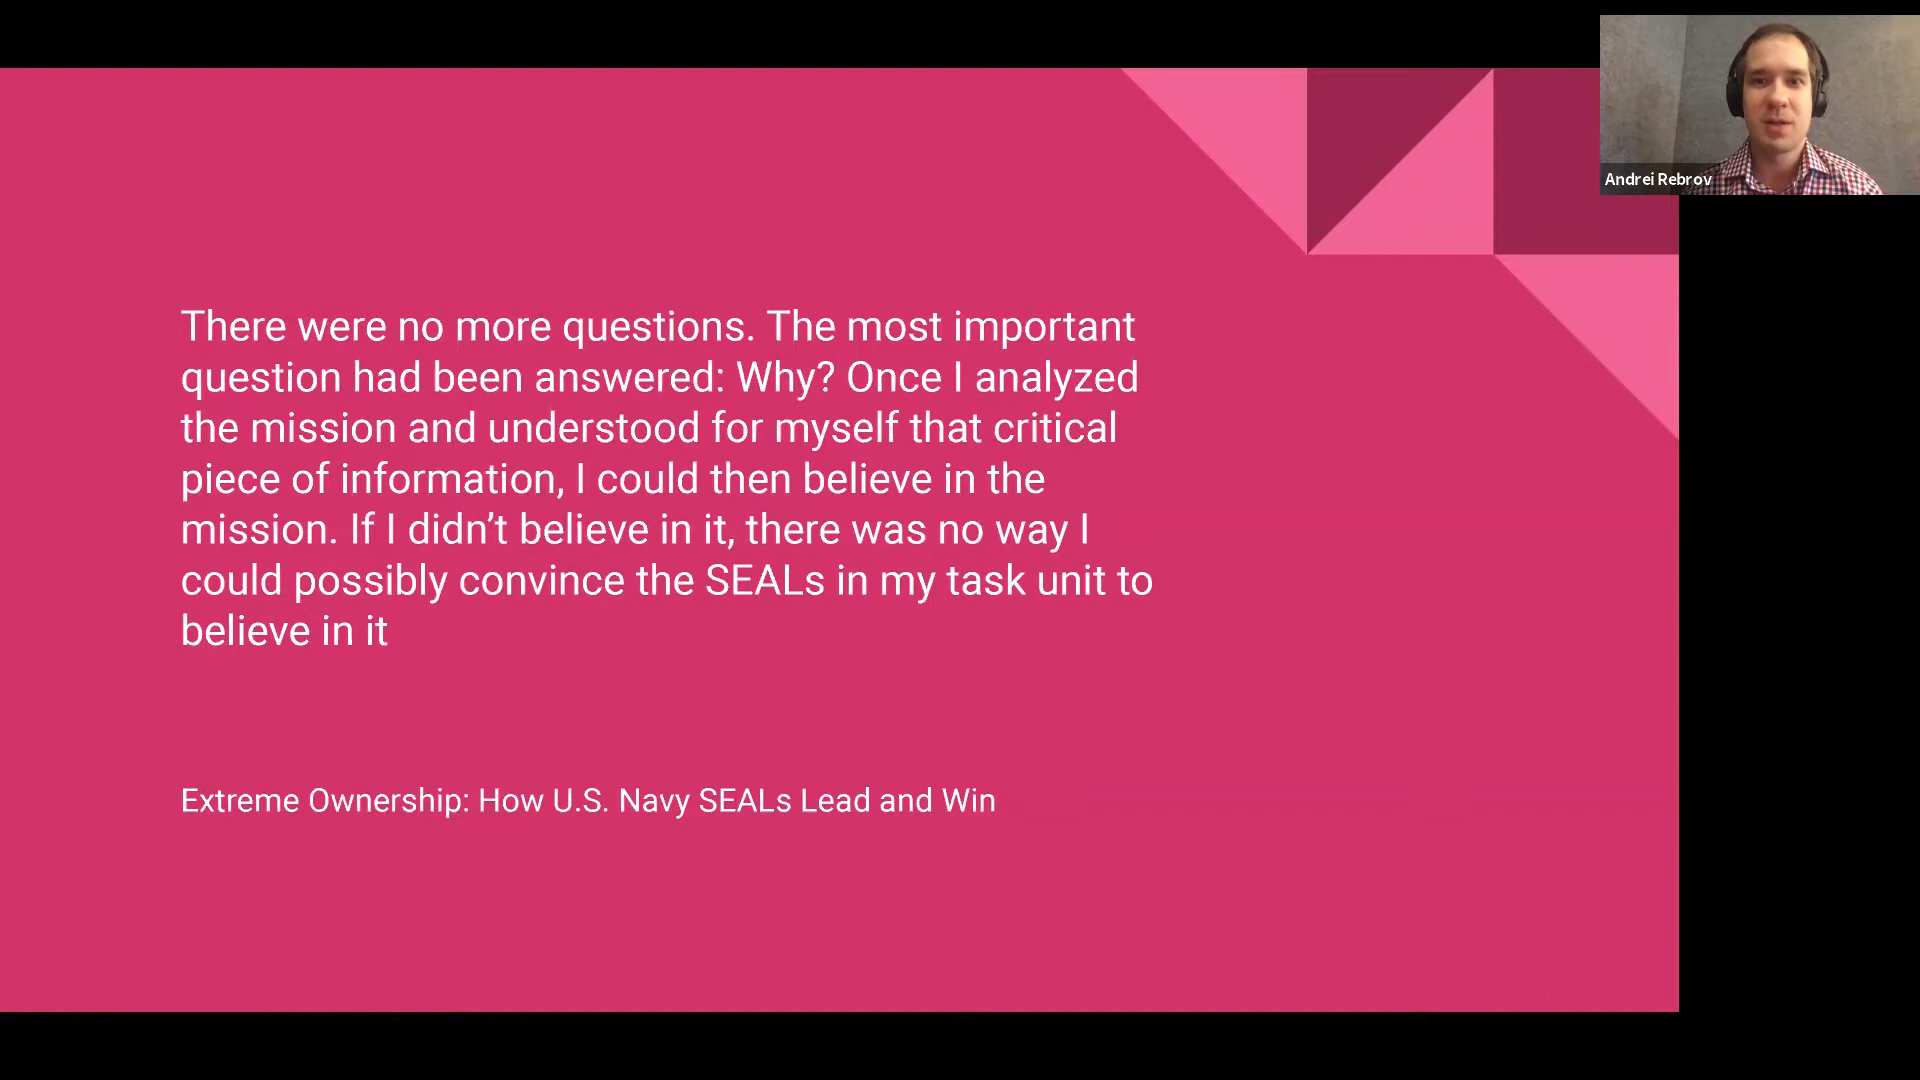 Andrei Rebrov
There were no more questions. The most important
question had been answered: Why? Once I analyzed
the mission and understood for myself that critical
piece of information, I could then believe in the
mission. If I didn’t believe in it, there was no way I
could possibly convince the SEALs in my task unit to
believe in it
Extreme Ownership: How U.S. Navy SEALs Lead and Win